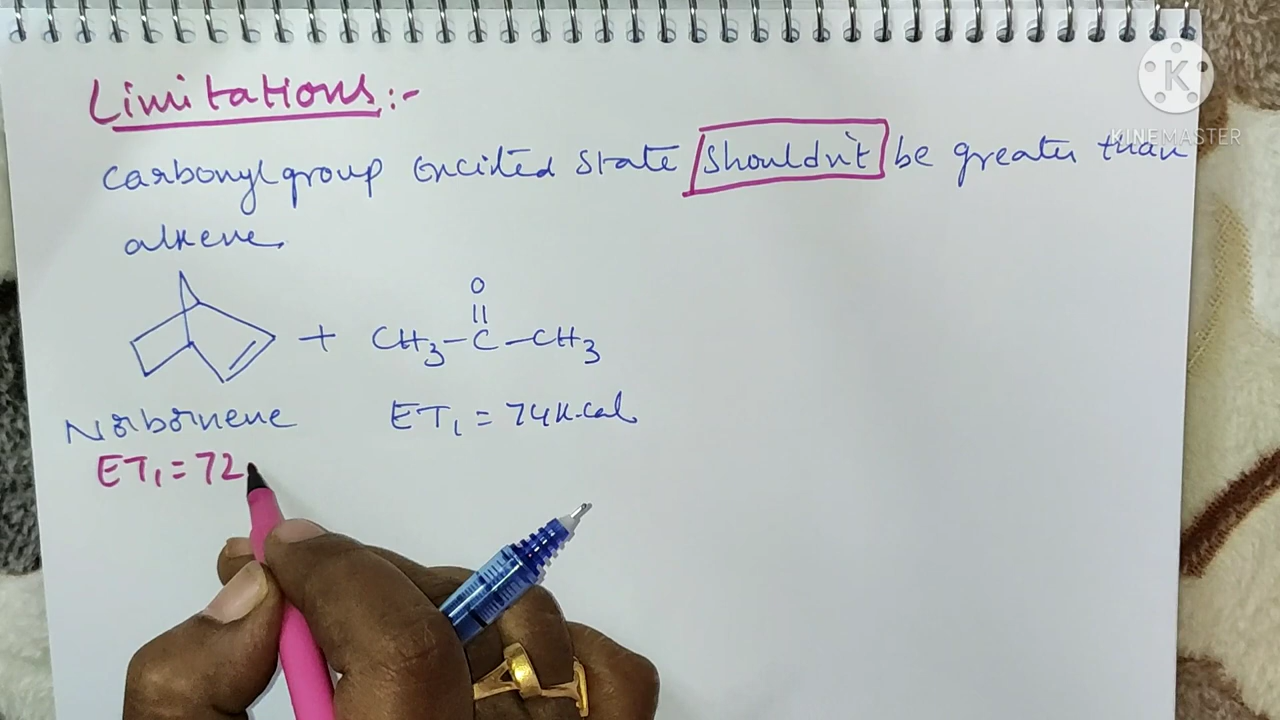 Limitations:-
K
KINEMASTER
carbonyl group excited state shouldn't be greater than
alkene.
O
||
+ CH3-C-CH3
Norbornene ET1 = 74K.cal
ET1 = 72